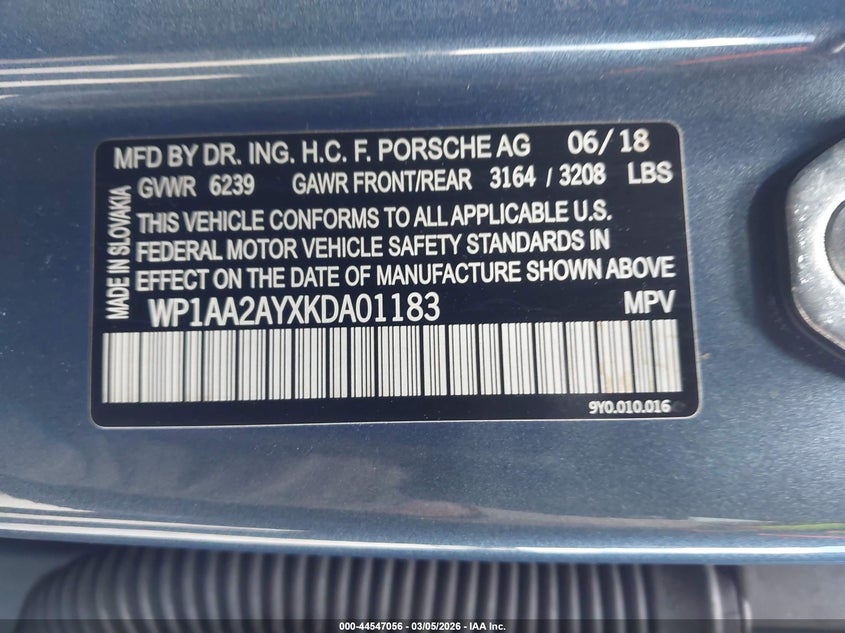 MFD BY DR. ING. H.C. F. PORSCHE AG 06/18
GVWR 6239 GAWR FRONT/REAR 3164 / 3208 LBS
THIS VEHICLE CONFORMS TO ALL APPLICABLE U.S.
FEDERAL MOTOR VEHICLE SAFETY STANDARDS IN
EFFECT ON THE DATE OF MANUFACTURE SHOWN ABOVE.
MADE IN SLOVAKIA
WP1AA2AYXKDA01183 MPV
9Y0.010.016
000-44547056 | 03/05/2026 - IAA Inc.